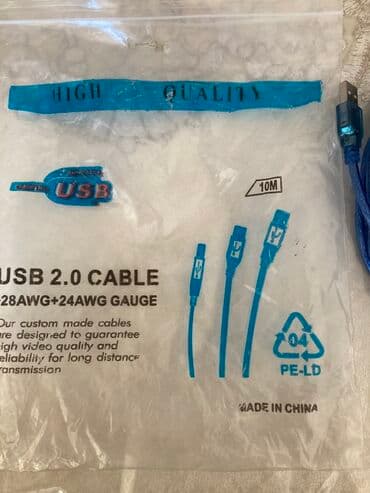 HIGH QUALITY
USB
10M
USB 2.0 CABLE
28AWG+24AWG GAUGE
Our custom made cables
are designed to guarantee
high video quality and
reliability for long distance
transmission
04
PE-LD
MADE IN CHINA